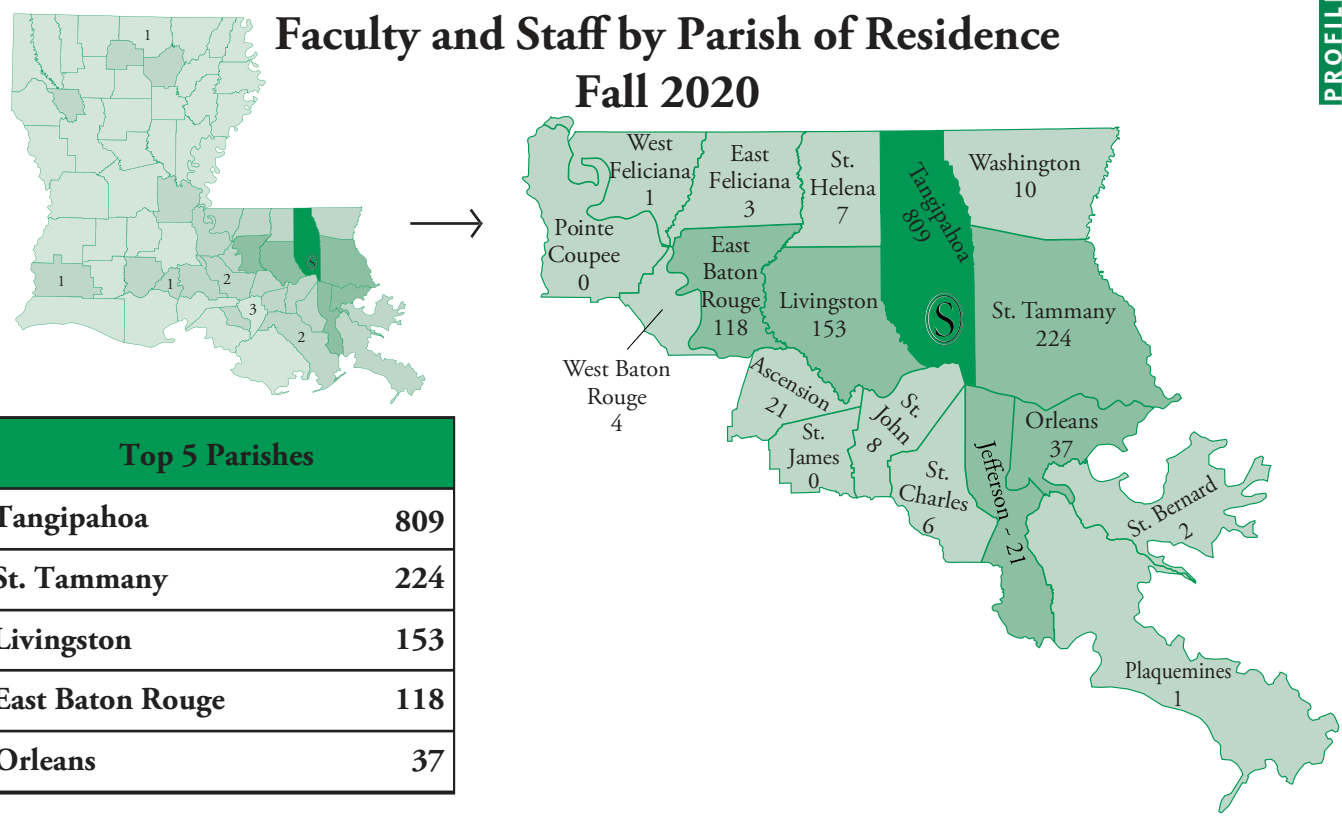 PROFIL
Faculty and Staff by Parish of Residence
Fall 2020
1
1
1
2
3
2
S
West
Feliciana
1
East
Feliciana
3
St.
Helena
7
Tangipahoa
809
Washington
10
Pointe
Coupee
0
East
Baton
Rouge
118
Livingston
153
S
St. Tammany
224
West Baton
Rouge
4
Ascension
21
St.
James
0
St.
John
8
St.
Charles
6
Jefferson - 21
Orleans
37
St. Bernard
2
Plaquemines
1
Top 5 Parishes
Tangipahoa 809
St. Tammany 224
Livingston 153
East Baton Rouge 118
Orleans 37